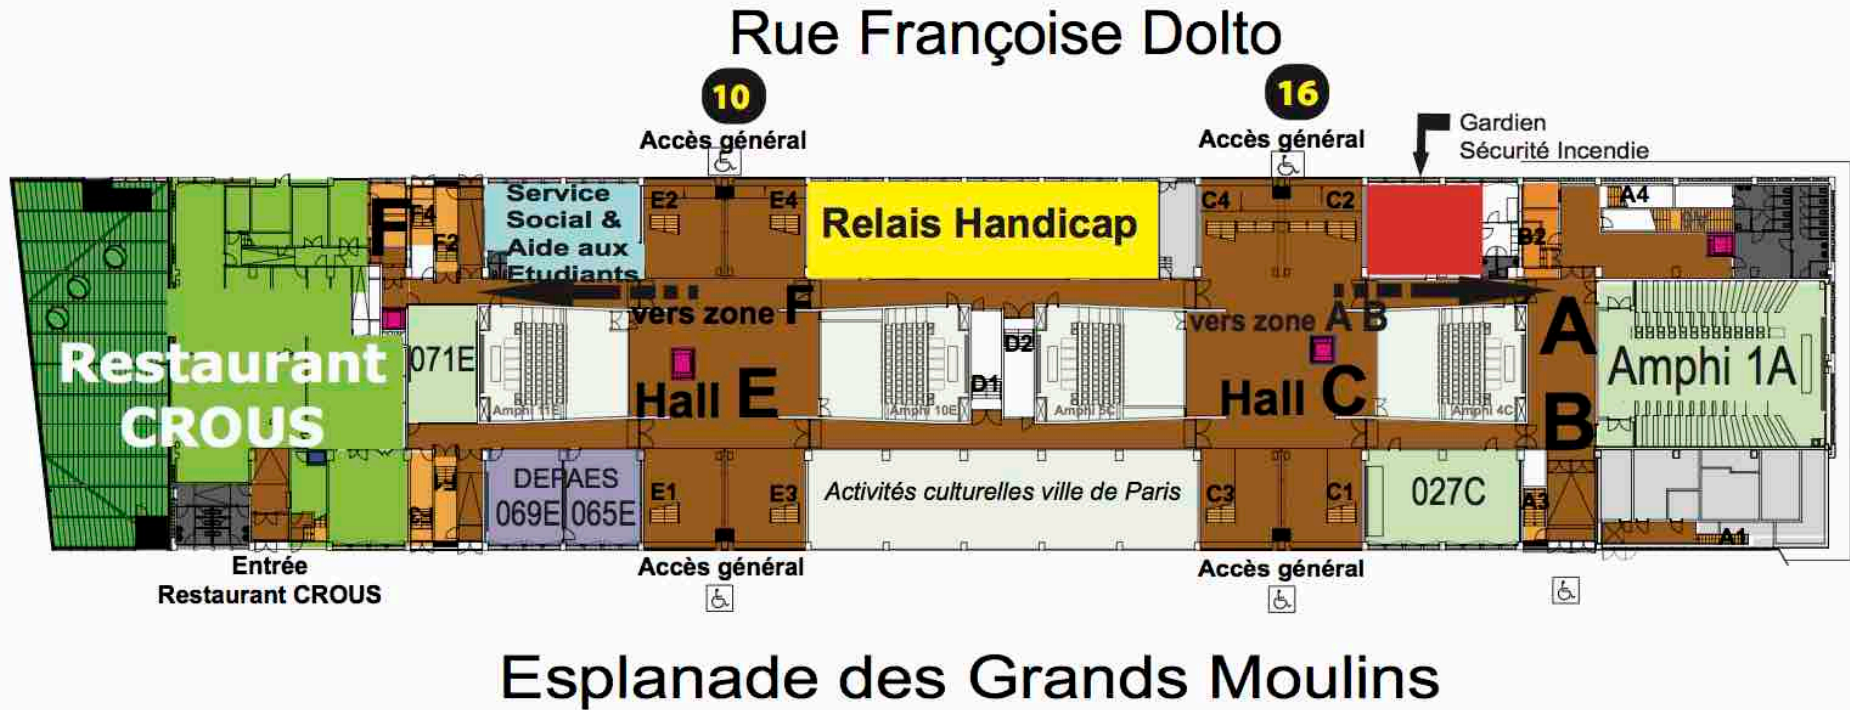 Rue Françoise Dolto
10
16
Accès général
Accès général
Gardien
Sécurité Incendie
F
F4
F2
Service
Social &
Aide aux
Etudiants
E2
E4
Relais Handicap
C4
C2
B2
A4
vers zone F
vers zone A B
Restaurant
CROUS
071E
Amphi 11E
Hall E
Amphi 10E
D1
D2
Amphi 5C
Hall C
Amphi 4C
A
B
Amphi 1A
F1
DEPAES
069E
065E
E1
E3
Activités culturelles ville de Paris
C3
C1
027C
A3
A1
Entrée
Restaurant CROUS
Accès général
Accès général
Esplanade des Grands Moulins